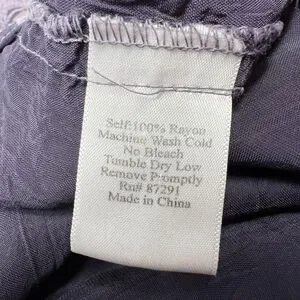 Self:100% Rayon
Machine Wash Cold
No Bleach
Tumble Dry Low
Remove Promptly
Rn# 87291
Made in China